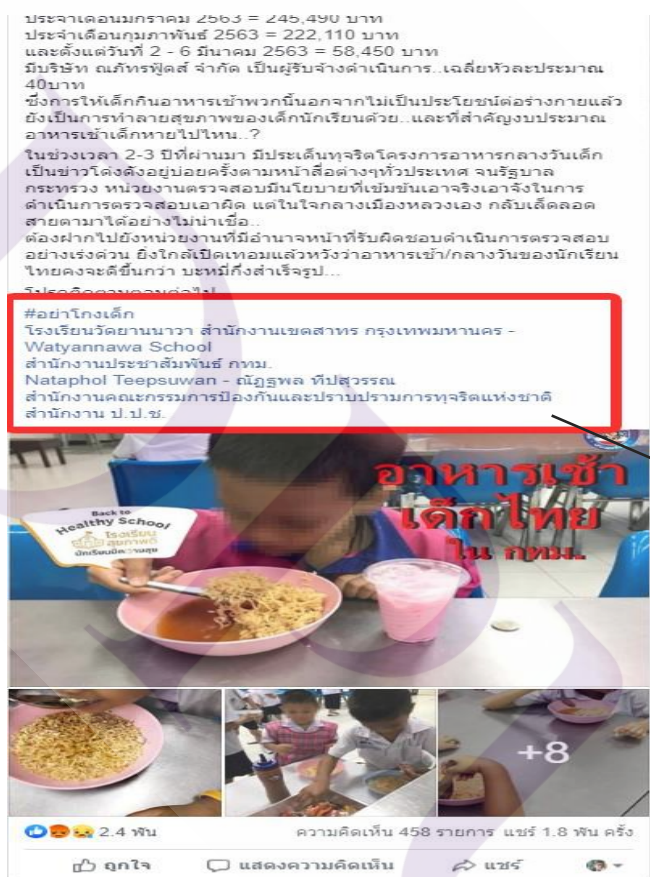 ประจำเดือนมกราคม 2563 = 245,490 บาท
ประจำเดือนกุมภาพันธ์ 2563 = 222,110 บาท
และตั้งแต่วันที่ 2 - 6 มีนาคม 2563 = 58,450 บาท
มีบริษัท ณภัทรฟู๊ดส์ จำกัด เป็นผู้รับจ้างดำเนินการ..เฉลี่ยหัวละประมาณ
40บาท
ซึ่งการให้เด็กกินอาหารเช้าพวกนี้นอกจากไม่เป็นประโยชน์ต่อร่างกายแล้ว
ยังเป็นการทำลายสุขภาพของเด็กนักเรียนด้วย..และที่สำคัญงบประมาณ
อาหารเช้าเด็กหายไปไหน..?
ในช่วงเวลา 2-3 ปีที่ผ่านมา มีประเด็นทุจริตโครงการอาหารกลางวันเด็ก
เป็นข่าวโด่งดังอยู่บ่อยครั้งตามหน้าสื่อต่างๆทั่วประเทศ จนรัฐบาล
กระทรวง หน่วยงานตรวจสอบมีนโยบายที่เข้มข้นเอาจริงเอาจังในการ
ดำเนินการตรวจสอบเอาผิด แต่ในใจกลางเมืองหลวงเอง กลับเล็ดลอด
สายตามาได้อย่างไม่น่าเชื่อ..
ต้องฝากไปยังหน่วยงานที่มีอำนาจหน้าที่รับผิดชอบดำเนินการตรวจสอบ
อย่างเร่งด่วน ยิ่งใกล้เปิดเทอมแล้วหวังว่าอาหารเช้า/กลางวันของนักเรียน
ไทยคงจะดีขึ้นกว่า บะหมี่กึ่งสำเร็จรูป...
โปรดติดตามตอนต่อไป
#อย่าโกงเด็ก
โรงเรียนวัดยานนาวา สำนักงานเขตสาทร กรุงเทพมหานคร -
Watyannawa School
สำนักงานประชาสัมพันธ์ กทม.
Nataphol Teepsuwan - ณัฏฐพล ทีปสุวรรณ
สำนักงานคณะกรรมการป้องกันและปราบปรามการทุจริตแห่งชาติ
สำนักงาน ป.ป.ช.
อาหารเช้า
เด็กไทย
ใน กทม.
Back to
Healthy School
โรงเรียน
สุขภาพดี
นักเรียนมีความสุข
+8
2.4 พัน
ความคิดเห็น 458 รายการ แชร์ 1.8 พัน ครั้ง
ถูกใจ
แสดงความคิดเห็น
แชร์